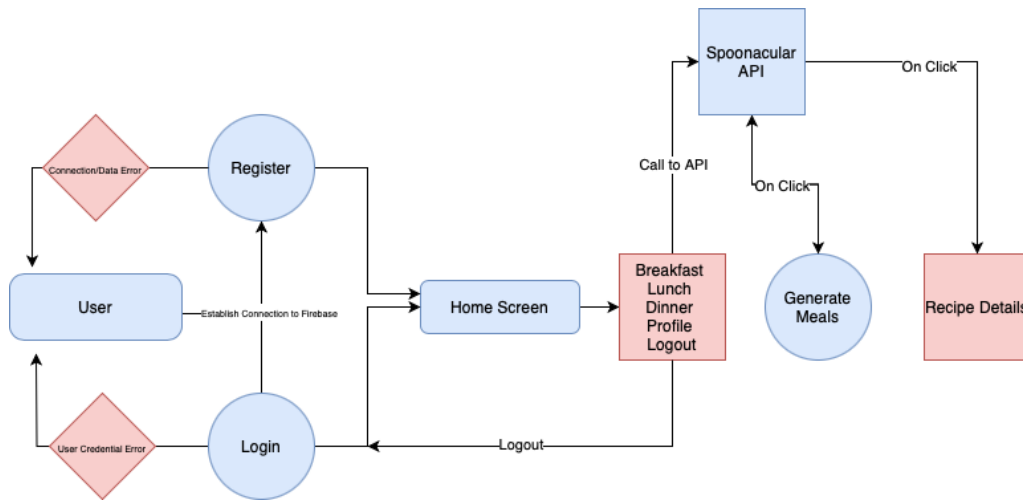 Spoonacular
API
On Click
Connection/Data Error
Register
Call to API
On Click
User
Establish Connection to Firebase
Home Screen
Breakfast
Lunch
Dinner
Profile
Logout
Generate
Meals
Recipe Details
User Credential Error
Login
Logout